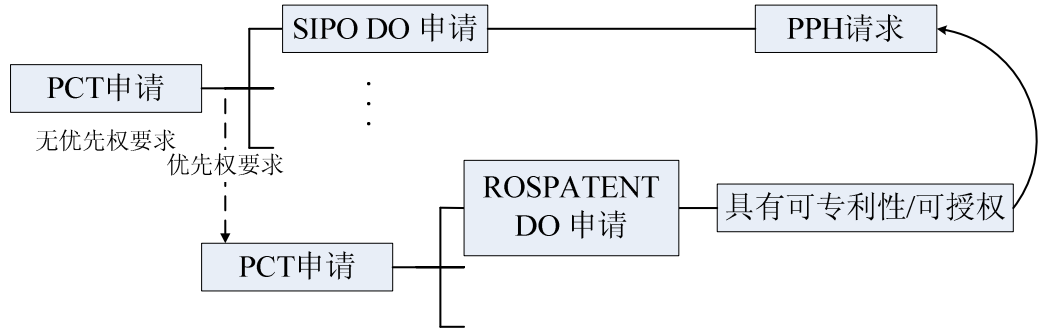 SIPO DO 申请
PPH请求
PCT申请
无优先权要求
优先权要求
ROSPATENT
DO 申请
具有可专利性/可授权
PCT申请